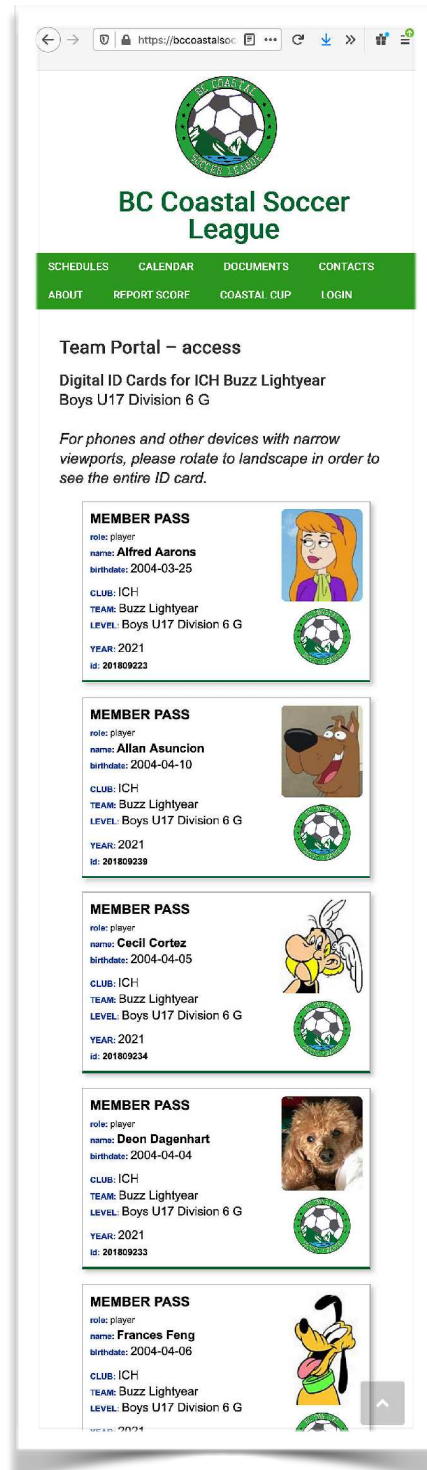 https://bccoastalsoc
BC COASTAL
SOCCER LEAGUE
BC Coastal Soccer
League
SCHEDULES CALENDAR DOCUMENTS CONTACTS
ABOUT REPORT SCORE COASTAL CUP LOGIN
Team Portal – access
Digital ID Cards for ICH Buzz Lightyear
Boys U17 Division 6 G
For phones and other devices with narrow
viewports, please rotate to landscape in order to
see the entire ID card.
MEMBER PASS
role: player
name: Alfred Aarons
birthdate: 2004-03-25
CLUB: ICH
TEAM: Buzz Lightyear
LEVEL: Boys U17 Division 6 G
YEAR: 2021
id: 201809223
MEMBER PASS
role: player
name: Allan Asuncion
birthdate: 2004-04-10
CLUB: ICH
TEAM: Buzz Lightyear
LEVEL: Boys U17 Division 6 G
YEAR: 2021
id: 201809239
MEMBER PASS
role: player
name: Cecil Cortez
birthdate: 2004-04-05
CLUB: ICH
TEAM: Buzz Lightyear
LEVEL: Boys U17 Division 6 G
YEAR: 2021
id: 201809234
MEMBER PASS
role: player
name: Deon Dagenhart
birthdate: 2004-04-04
CLUB: ICH
TEAM: Buzz Lightyear
LEVEL: Boys U17 Division 6 G
YEAR: 2021
id: 201809233
MEMBER PASS
role: player
name: Frances Feng
birthdate: 2004-04-06
CLUB: ICH
TEAM: Buzz Lightyear
LEVEL: Boys U17 Division 6 G
YEAR: 2021